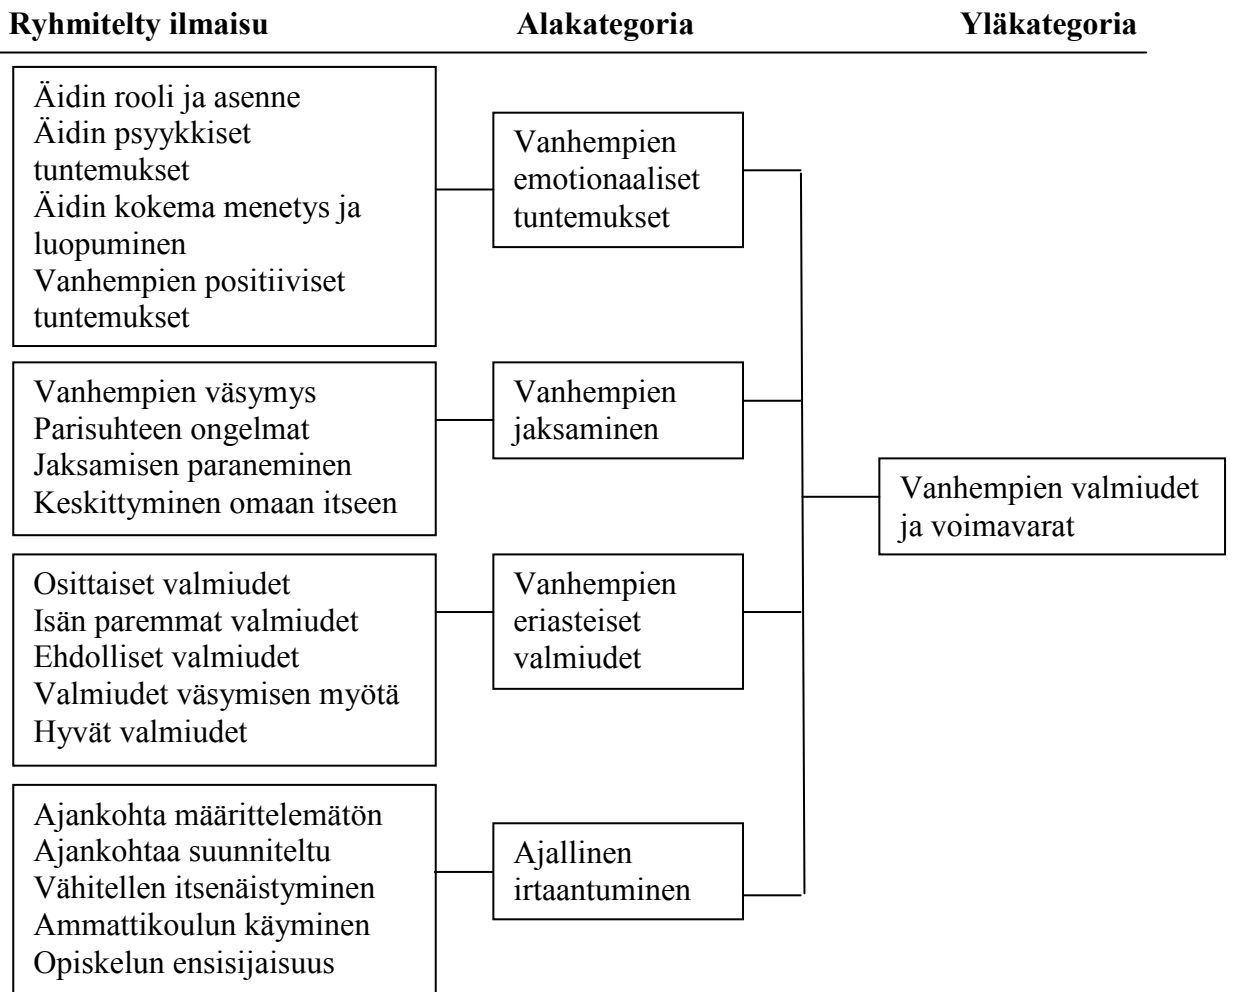 Ryhmitelty ilmaisu
Alakategoria
Yläkategoria
Äidin rooli ja asenne
Äidin psyykkiset
tuntemukset
Äidin kokema menetys ja
luopuminen
Vanhempien positiiviset
tuntemukset
Vanhempien
emotionaaliset
tuntemukset
Vanhempien väsymys
Parisuhteen ongelmat
Jaksamisen paraneminen
Keskittyminen omaan itseen
Vanhempien
jaksaminen
Vanhempien valmiudet
ja voimavarat
Osittaiset valmiudet
Isän paremmat valmiudet
Ehdolliset valmiudet
Valmiudet väsymisen myötä
Hyvät valmiudet
Vanhempien
eriasteiset
valmiudet
Ajankohta määrittelemätön
Ajankohtaa suunniteltu
Vähitellen itsenäistyminen
Ammattikoulun käyminen
Opiskelun ensisijaisuus
Ajallinen
irtaantuminen